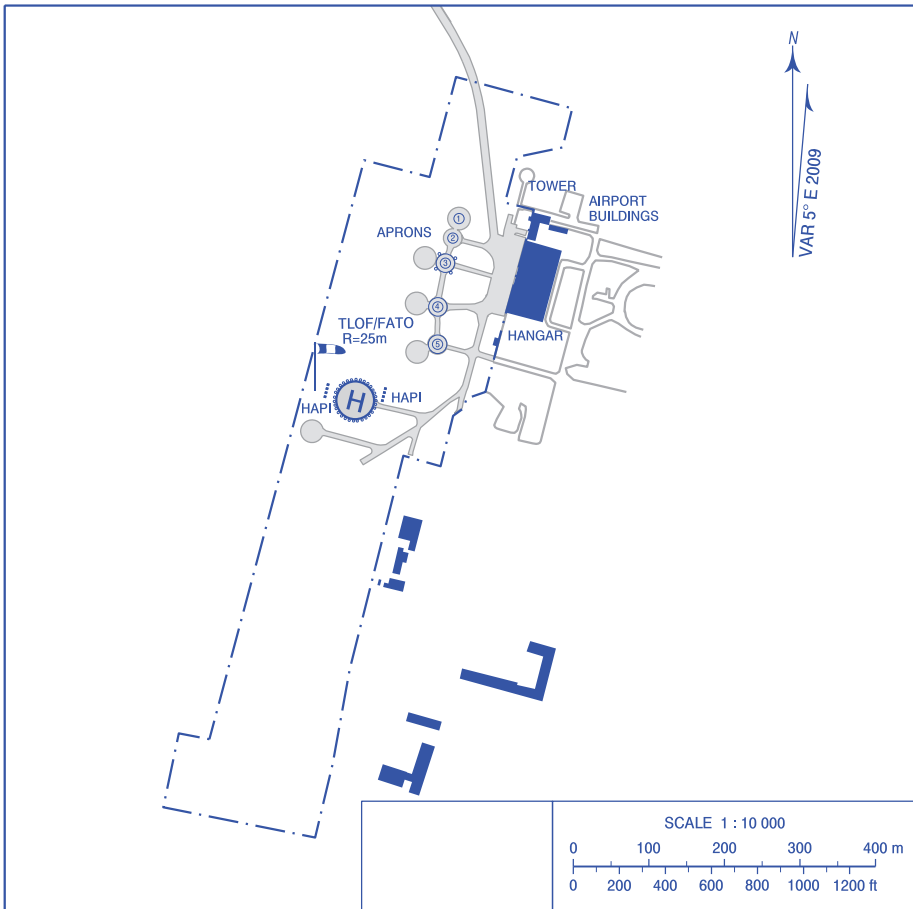 N
VAR 5° E 2009
TOWER
AIRPORT
BUILDINGS
APRONS
1
2
3
4
5
TLOF/FATO
R=25m
HANGAR
HAPI
H
HAPI
SCALE 1 : 10 000
0 100 200 300 400 m
0 200 400 600 800 1000 1200 ft